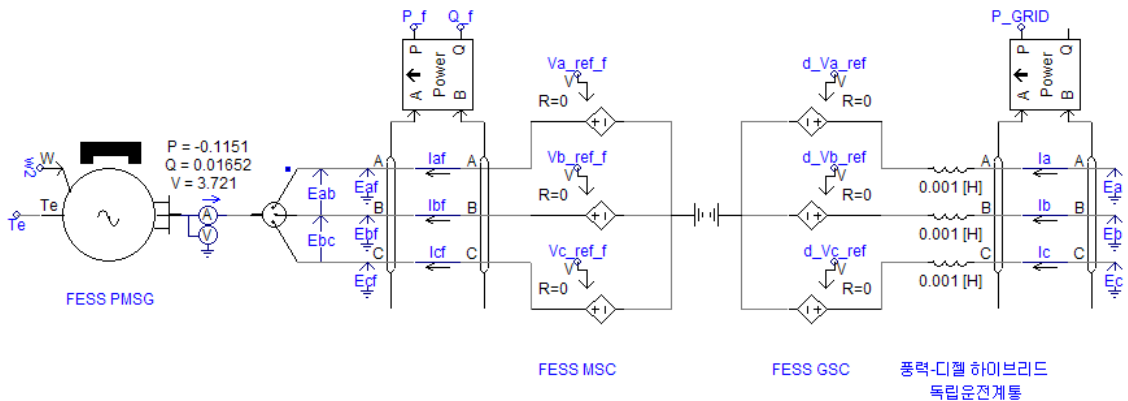 P_f Q_f P_GRID
P Q P Q
Power Power
A B A B
Va_ref_f d_Va_ref
V V
R=0 R=0
P = -0.1151
Q = 0.01652
V = 3.721
W
w2
Te Te
A
V
A Iaf A
Eab Eaf
Vb_ref_f d_Vb_ref
V V
R=0 R=0
A Ia A Ea
0.001 [H]
B Ibf B
Ebc Ebf
B Ib B Eb
0.001 [H]
Vc_ref_f d_Vc_ref
V V
R=0 R=0
C Icf C
Ecf
C Ic C Ec
0.001 [H]
FESS PMSG
FESS MSC FESS GSC 풍력-디젤 하이브리드
독립운전계통